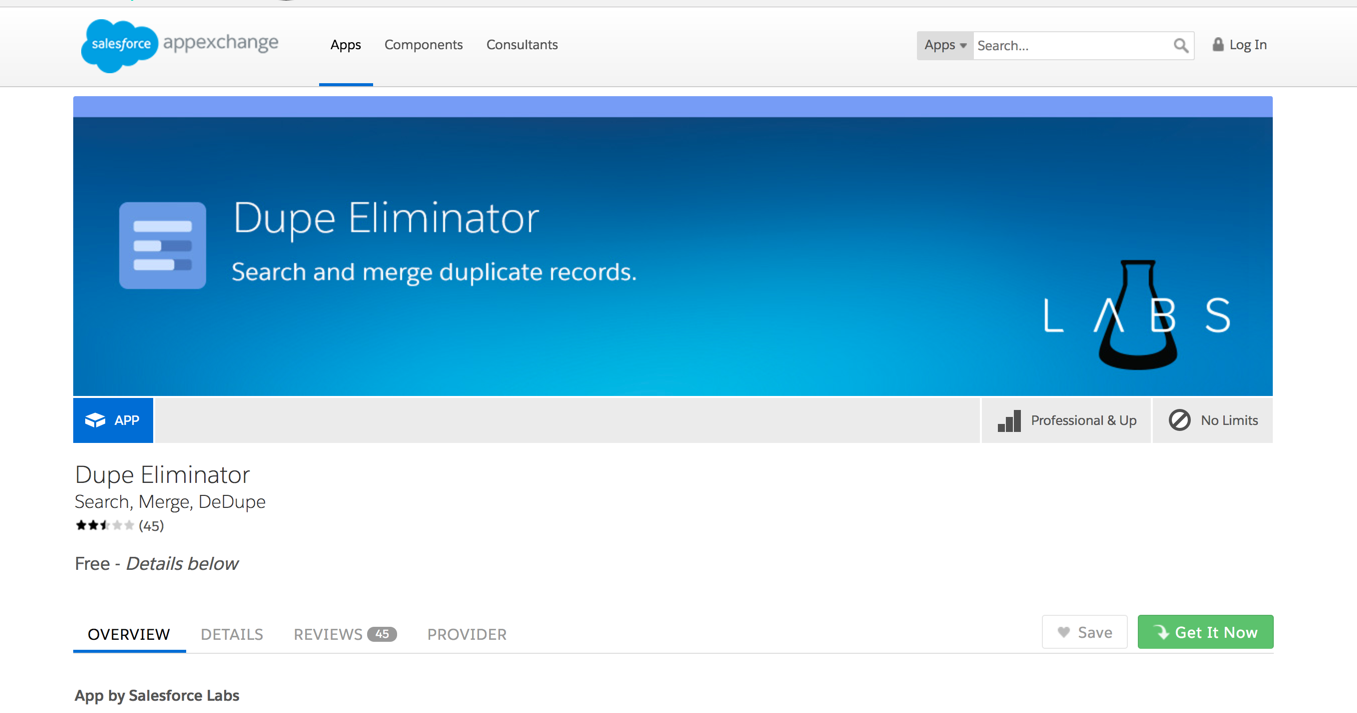 salesforce appexchange Apps Components Consultants Apps Search... Log In
Dupe Eliminator
Search and merge duplicate records.
LABS
APP Professional & Up No Limits
Dupe Eliminator
Search, Merge, DeDupe
(45)
Free - Details below
OVERVIEW DETAILS REVIEWS 45 PROVIDER Save Get It Now
App by Salesforce Labs